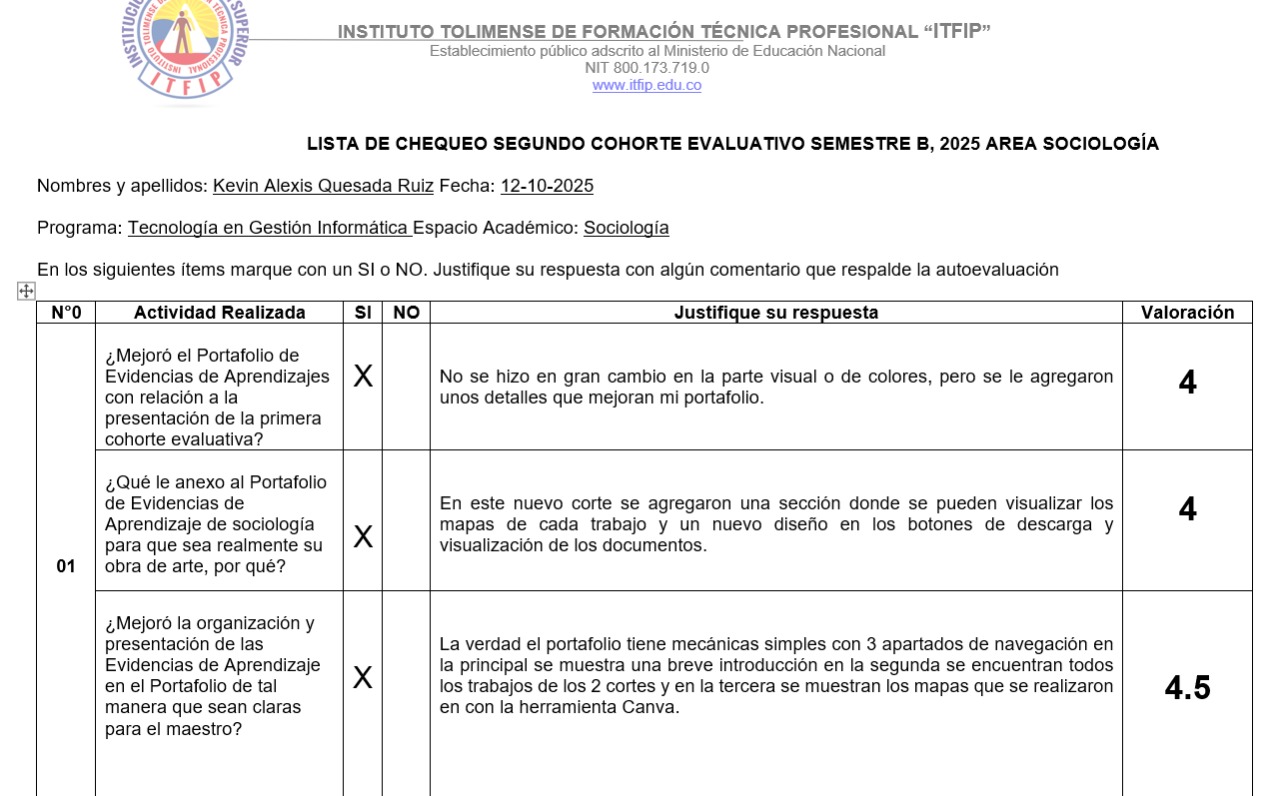 INSTITUTO TOLIMENSE DE FORMACIÓN TÉCNICA PROFESIONAL “ITFIP”
Establecimiento público adscrito al Ministerio de Educación Nacional
NIT 800.173.719.0
www.itfip.edu.co
ITFIP
LISTA DE CHEQUEO SEGUNDO COHORTE EVALUATIVO SEMESTRE B, 2025 AREA SOCIOLOGÍA
Nombres y apellidos: Kevin Alexis Quesada Ruiz Fecha: 12-10-2025
Programa: Tecnología en Gestión Informática Espacio Académico: Sociología
En los siguientes ítems marque con un SI o NO. Justifique su respuesta con algún comentario que respalde la autoevaluación
N°0 Actividad Realizada SI NO Justifique su respuesta Valoración
01
¿Mejoró el Portafolio de
Evidencias de Aprendizajes
con relación a la
presentación de la primera
cohorte evaluativa?
X
No se hizo en gran cambio en la parte visual o de colores, pero se le agregaron
unos detalles que mejoran mi portafolio.
4
¿Qué le anexo al Portafolio
de Evidencias de
Aprendizaje de sociología
para que sea realmente su
obra de arte, por qué?
X
En este nuevo corte se agregaron una sección donde se pueden visualizar los
mapas de cada trabajo y un nuevo diseño en los botones de descarga y
visualización de los documentos.
4
¿Mejoró la organización y
presentación de las
Evidencias de Aprendizaje
en el Portafolio de tal
manera que sean claras
para el maestro?
X
La verdad el portafolio tiene mecánicas simples con 3 apartados de navegación en
la principal se muestra una breve introducción en la segunda se encuentran todos
los trabajos de los 2 cortes y en la tercera se muestran los mapas que se realizaron
en con la herramienta Canva.
4.5